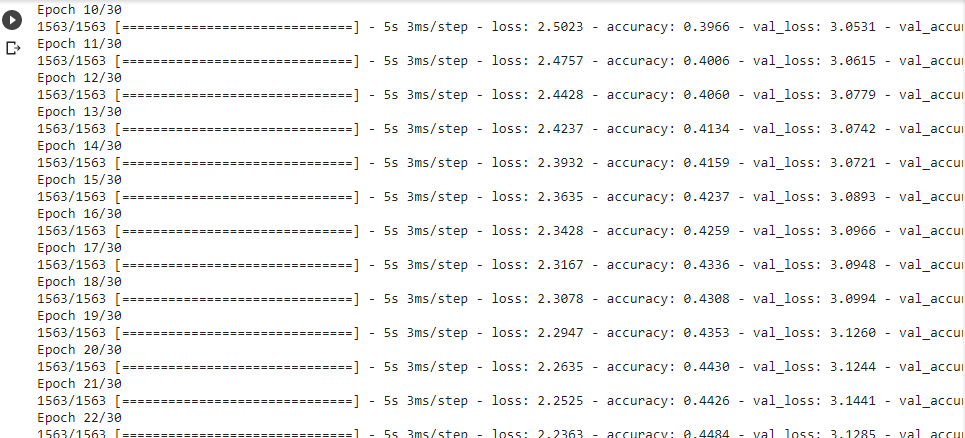 Epoch 10/30
1563/1563 [==============================] - 5s 3ms/step - loss: 2.5023 - accuracy: 0.3966 - val_loss: 3.0531 - val_accu
Epoch 11/30
1563/1563 [==============================] - 5s 3ms/step - loss: 2.4757 - accuracy: 0.4006 - val_loss: 3.0615 - val_accu
Epoch 12/30
1563/1563 [==============================] - 5s 3ms/step - loss: 2.4428 - accuracy: 0.4060 - val_loss: 3.0779 - val_accu
Epoch 13/30
1563/1563 [==============================] - 5s 3ms/step - loss: 2.4237 - accuracy: 0.4134 - val_loss: 3.0742 - val_accu
Epoch 14/30
1563/1563 [==============================] - 5s 3ms/step - loss: 2.3932 - accuracy: 0.4159 - val_loss: 3.0721 - val_accu
Epoch 15/30
1563/1563 [==============================] - 5s 3ms/step - loss: 2.3635 - accuracy: 0.4237 - val_loss: 3.0893 - val_accu
Epoch 16/30
1563/1563 [==============================] - 5s 3ms/step - loss: 2.3428 - accuracy: 0.4259 - val_loss: 3.0966 - val_accu
Epoch 17/30
1563/1563 [==============================] - 5s 3ms/step - loss: 2.3167 - accuracy: 0.4336 - val_loss: 3.0948 - val_accu
Epoch 18/30
1563/1563 [==============================] - 5s 3ms/step - loss: 2.3078 - accuracy: 0.4308 - val_loss: 3.0994 - val_accu
Epoch 19/30
1563/1563 [==============================] - 5s 3ms/step - loss: 2.2947 - accuracy: 0.4353 - val_loss: 3.1260 - val_accu
Epoch 20/30
1563/1563 [==============================] - 5s 3ms/step - loss: 2.2635 - accuracy: 0.4430 - val_loss: 3.1244 - val_accu
Epoch 21/30
1563/1563 [==============================] - 5s 3ms/step - loss: 2.2525 - accuracy: 0.4426 - val_loss: 3.1441 - val_accu
Epoch 22/30
1563/1563 [==============================] - 5s 3ms/step - loss: 2.2363 - accuracy: 0.4484 - val_loss: 3.1285 - val_accu